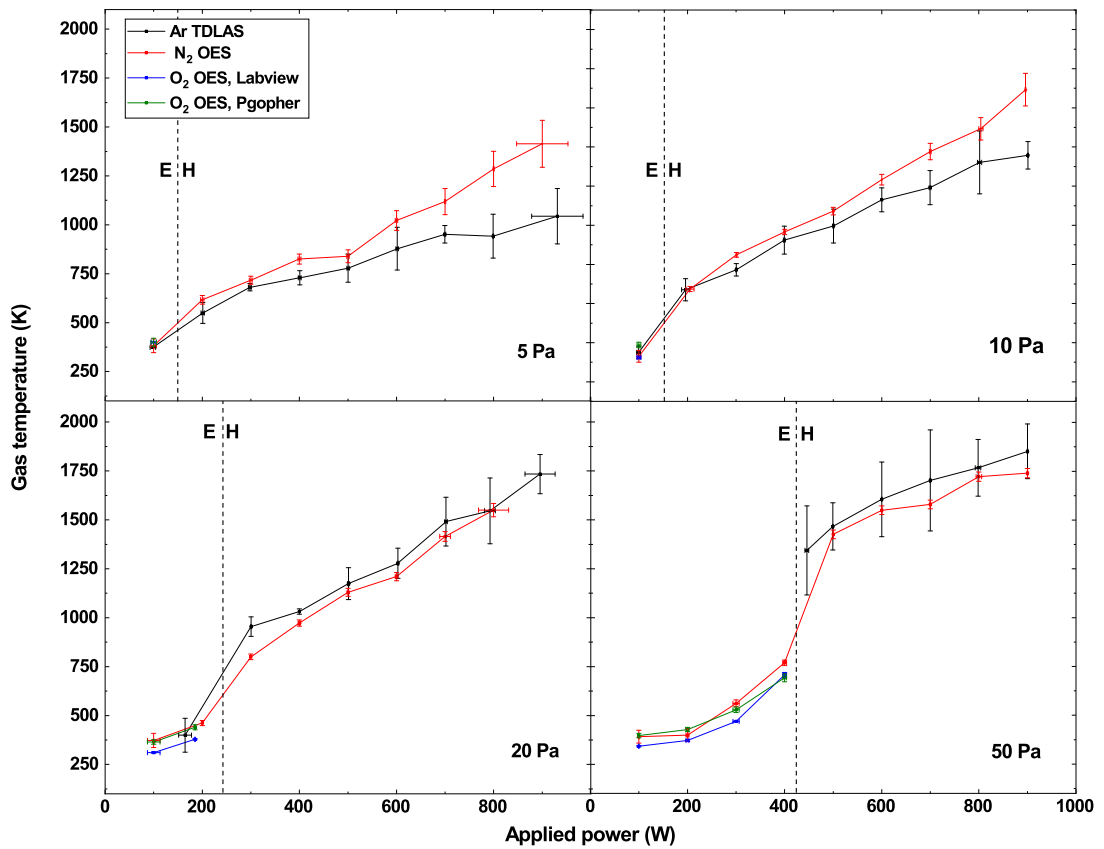 2000
1750
1500
1250
1000
750
500
250
Ar TDLAS
N₂ OES
O₂ OES, Labview
O₂ OES, Pgopher
E H
5 Pa
E H
10 Pa
Gas temperature (K)
2000
1750
1500
1250
1000
750
500
250
E H
20 Pa
E H
50 Pa
0 200 400 600 800 0 200 400 600 800 1000
Applied power (W)